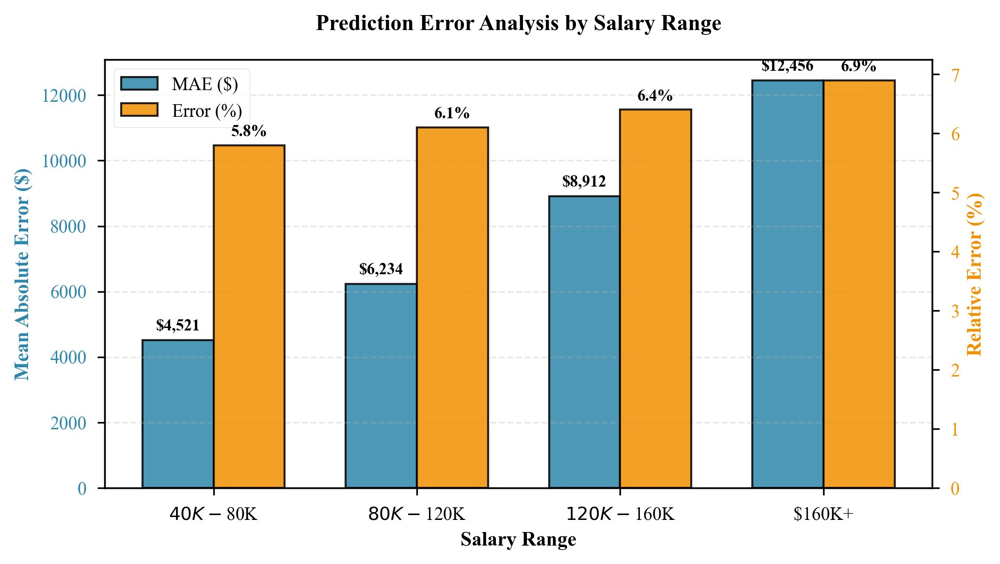 Prediction Error Analysis by Salary Range
MAE ($)
Error (%)
$12,456
6.9%
6.4%
6.1%
5.8%
$8,912
$6,234
$4,521
12000
10000
8000
6000
4000
2000
0
Mean Absolute Error ($)
7
6
5
4
3
2
1
0
Relative Error (%)
40K − 80K
80K − 120K
120K − 160K
$160K+
Salary Range